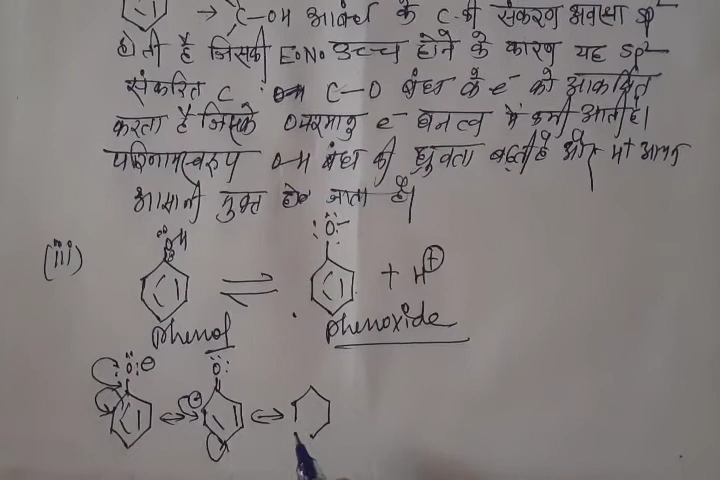 → C–OH आबंध के C की संकरण अवस्था sp²
होती है जिसकी E.N. उच्च होने के कारण यह sp²
संकरित C C–O बंध के e⁻ को आकर्षित
करता है जिसके O परमाणु e⁻ घनत्व में कमी आती है।
परिणामस्वरूप O–H बंध की ध्रुवता बढ़ती है और H⁺ आयन
आसानी मुक्त हो जाता है।
(iii) OH ⇌ :Ö:⁻ + H⊕
phenol phenoxide
:Ö:⊖ ↔ :Ö ↔